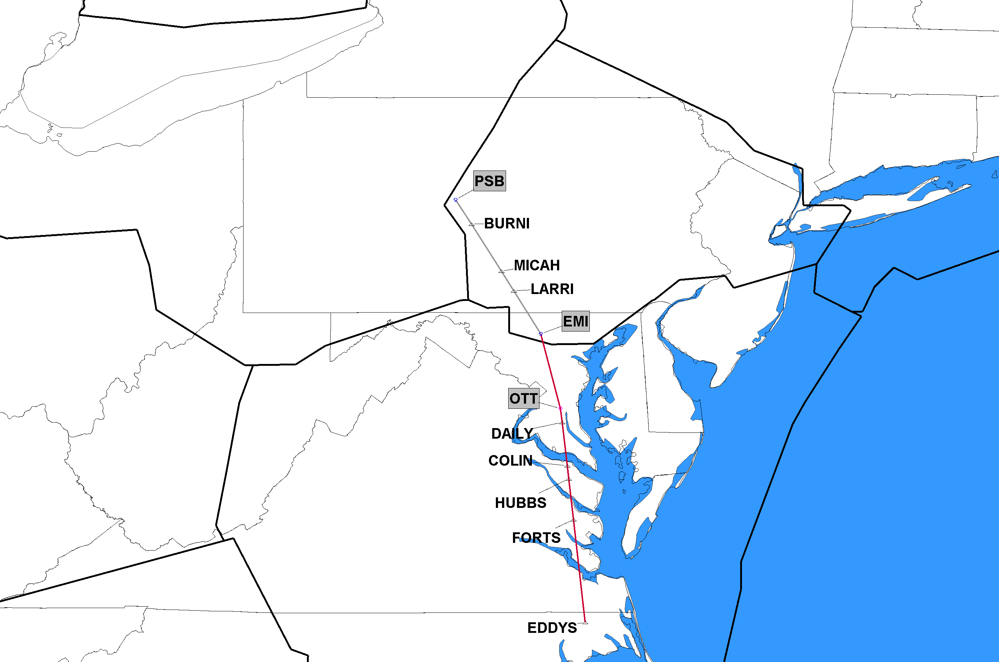 PSB
BURNI
MICAH
LARRI
EMI
OTT
DAILY
COLIN
HUBBS
FORTS
EDDYS